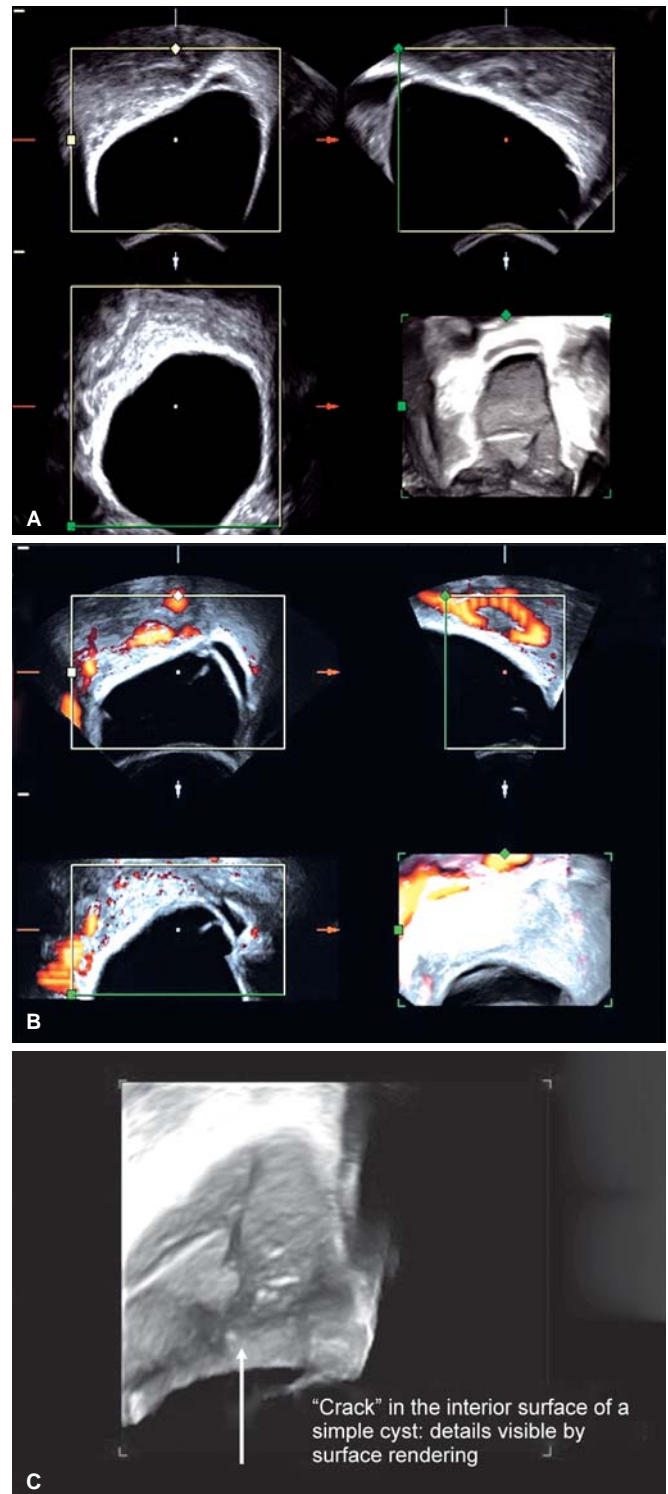 A
B
"Crack" in the interior surface of a
simple cyst: details visible by
surface rendering
C